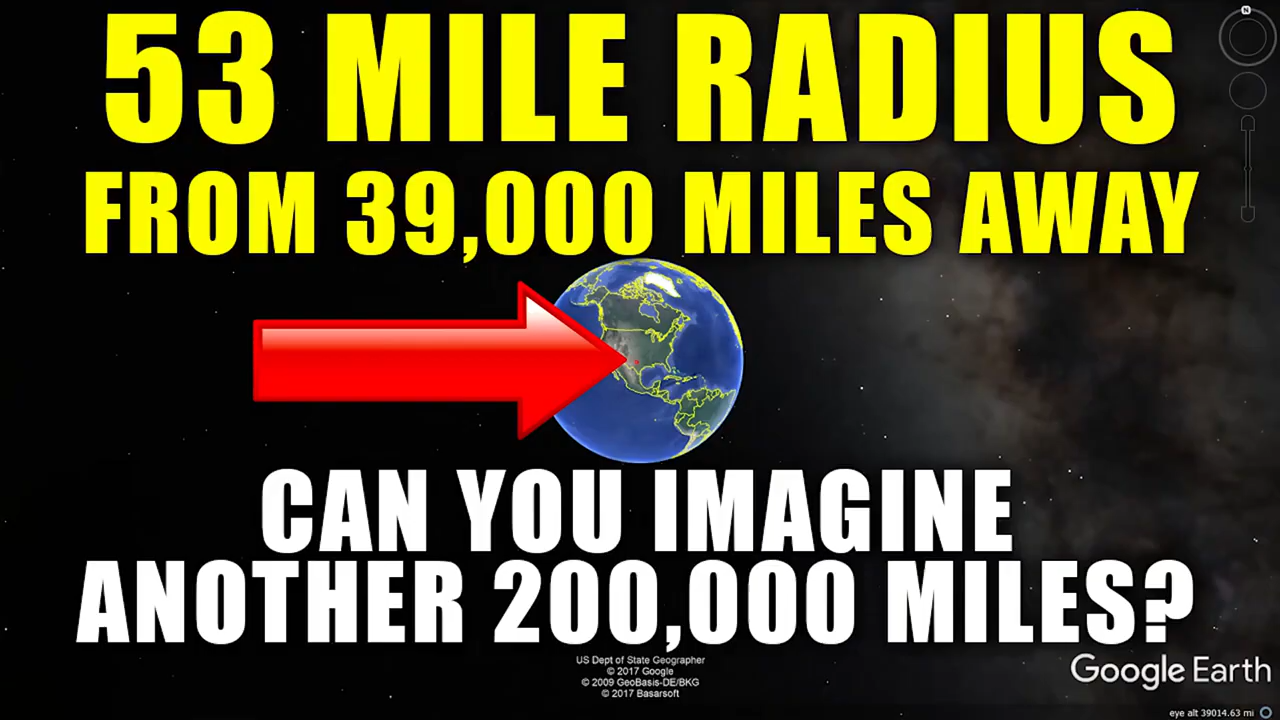 53 MILE RADIUS
FROM 39,000 MILES AWAY
CAN YOU IMAGINE
ANOTHER 200,000 MILES?
US Dept of State Geographer
© 2017 Google
© 2009 GeoBasis-DE/BKG
© 2017 Basarsoft
Google Earth
eye alt 39014.63 mi
N